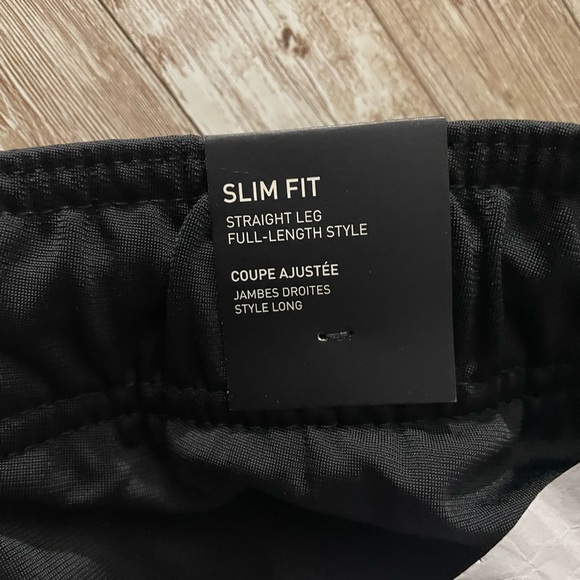 SLIM FIT
STRAIGHT LEG
FULL-LENGTH STYLE
COUPE AJUSTÉE
JAMBES DROITES
STYLE LONG